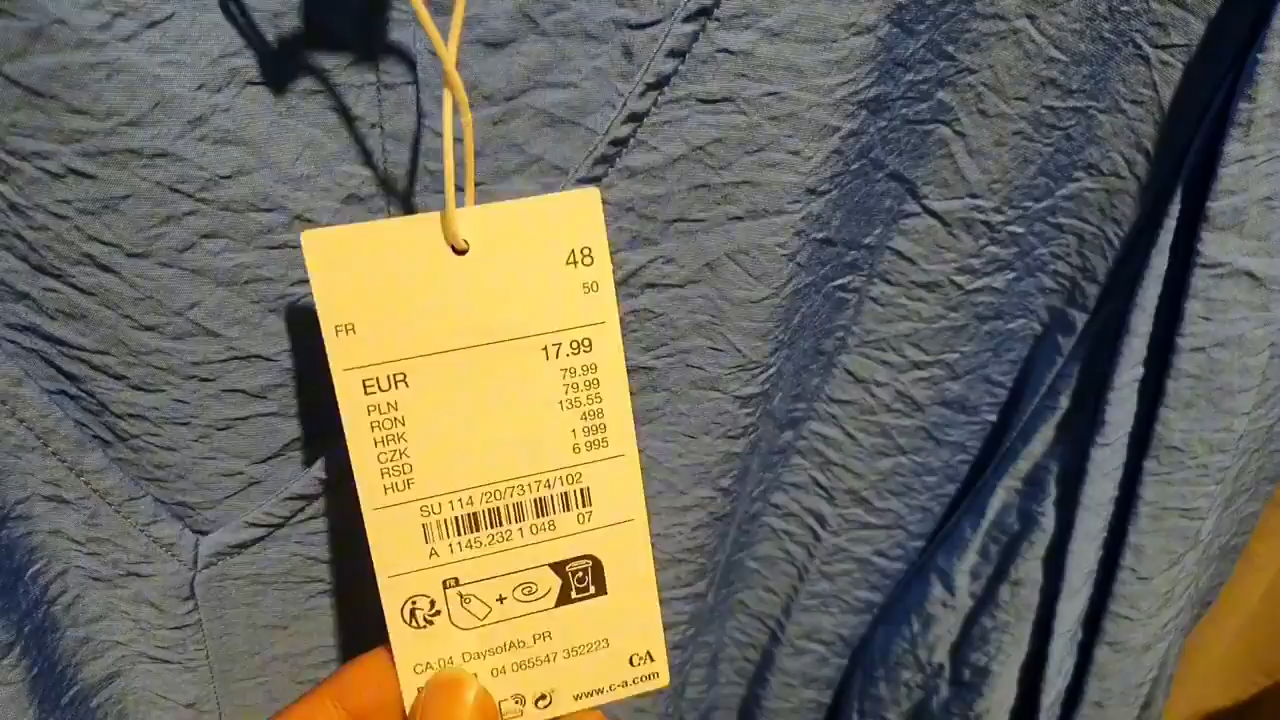 48
50
FR
EUR 17.99
PLN 79.99
RON 79.99
HRK 135.55
CZK 498
RSD 1 999
HUF 6 995
SU 114 /20/73174/102
A 1145.232 1 048 07
FR
+
CA:04_DaysofAb_PR
04 065547 352223
C&A
www.c-a.com